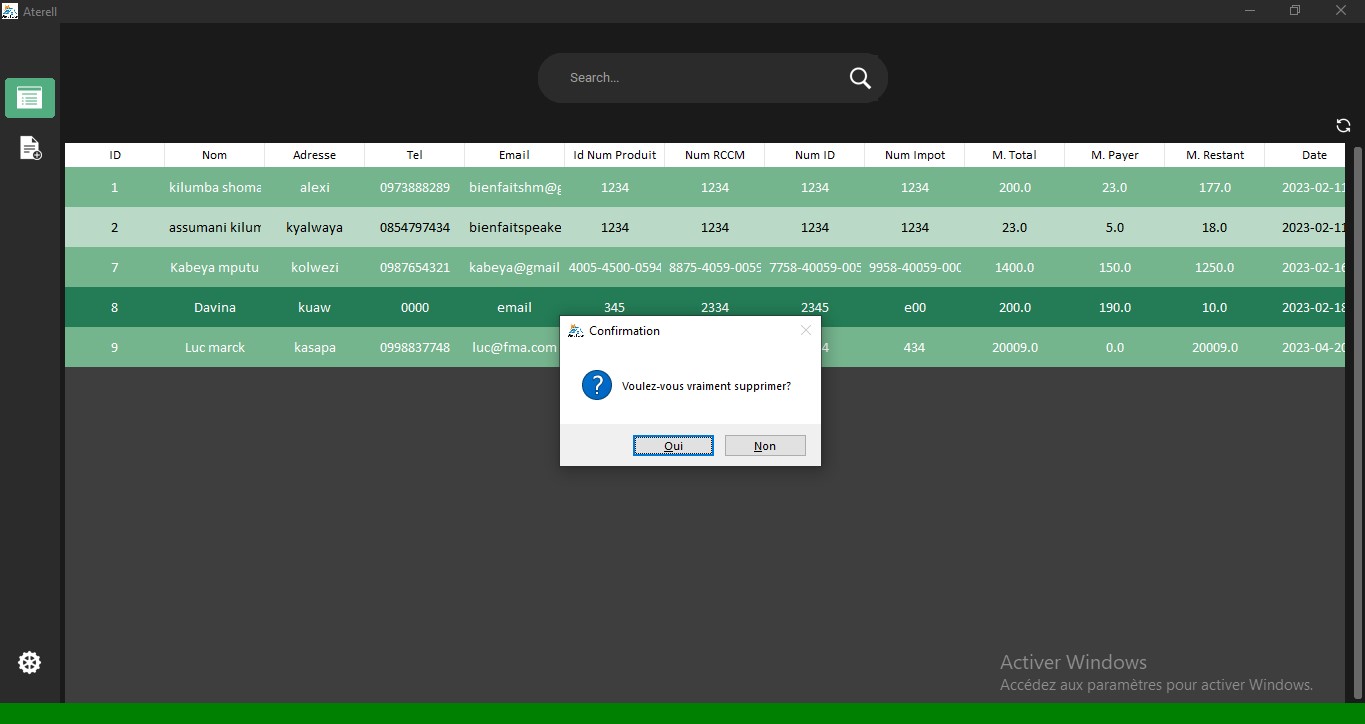 Aterell
Search...
ID Nom Adresse Tel Email Id Num Produit Num RCCM Num ID Num Impot M. Total M. Payer M. Restant Date
1 kilumba shoma alexi 0973888289 bienfaitshm@g 1234 1234 1234 1234 200.0 23.0 177.0 2023-02-11
2 assumani kilum kyalwaya 0854797434 bienfaitspeake 1234 1234 1234 1234 23.0 5.0 18.0 2023-02-11
7 Kabeya mputu kolwezi 0987654321 kabeya@gmail 4005-4500-0594 8875-4059-0059 7758-40059-005 9958-40059-000 1400.0 150.0 1250.0 2023-02-16
8 Davina kuaw 0000 email 345 2334 2345 e00 200.0 190.0 10.0 2023-02-18
9 Luc marck kasapa 0998837748 luc@fma.com 4 434 20009.0 0.0 20009.0 2023-04-20
Confirmation
Voulez-vous vraiment supprimer?
Oui Non
Activer Windows
Accédez aux paramètres pour activer Windows.